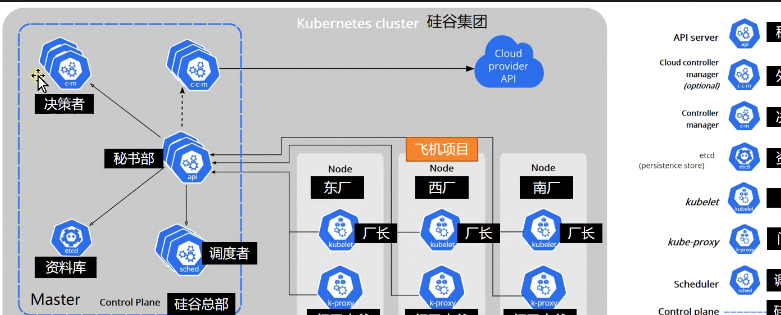 Kubernetes cluster 硅谷集团
c-m
决策者
c-c-m
Cloud
provider
API
秘书部
api
飞机项目
Node
东厂
Node
西厂
Node
南厂
kubelet
厂长
kubelet
厂长
kubelet
厂长
etcd
资料库
sched
调度者
k-proxy
k-proxy
k-proxy
Master
Control Plane
硅谷总部
API server
api
Cloud controller
manager
(optional)
c-c-m
Controller
manager
c-m
etcd
(persistence store)
etcd
kubelet
kubelet
kube-proxy
k-proxy
Scheduler
sched
Control plane